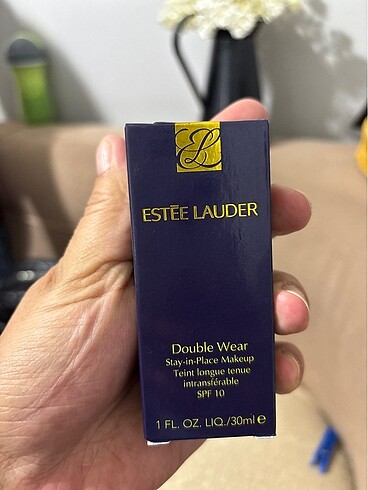 EL
ESTĒE LAUDER
Double Wear
Stay-in-Place Makeup
Teint longue tenue
intransférable
SPF 10
1 FL. OZ. LIQ./30ml ℮